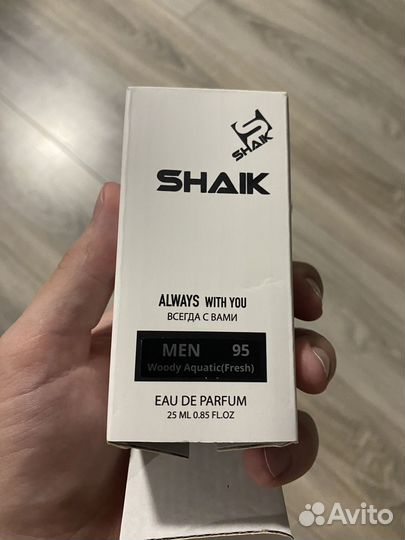 SHAIK
SHAIK
ALWAYS WITH YOU
ВСЕГДА С ВАМИ
MEN 95
Woody Aquatic(Fresh)
EAU DE PARFUM
25 ML 0.85 FL.OZ
Avito